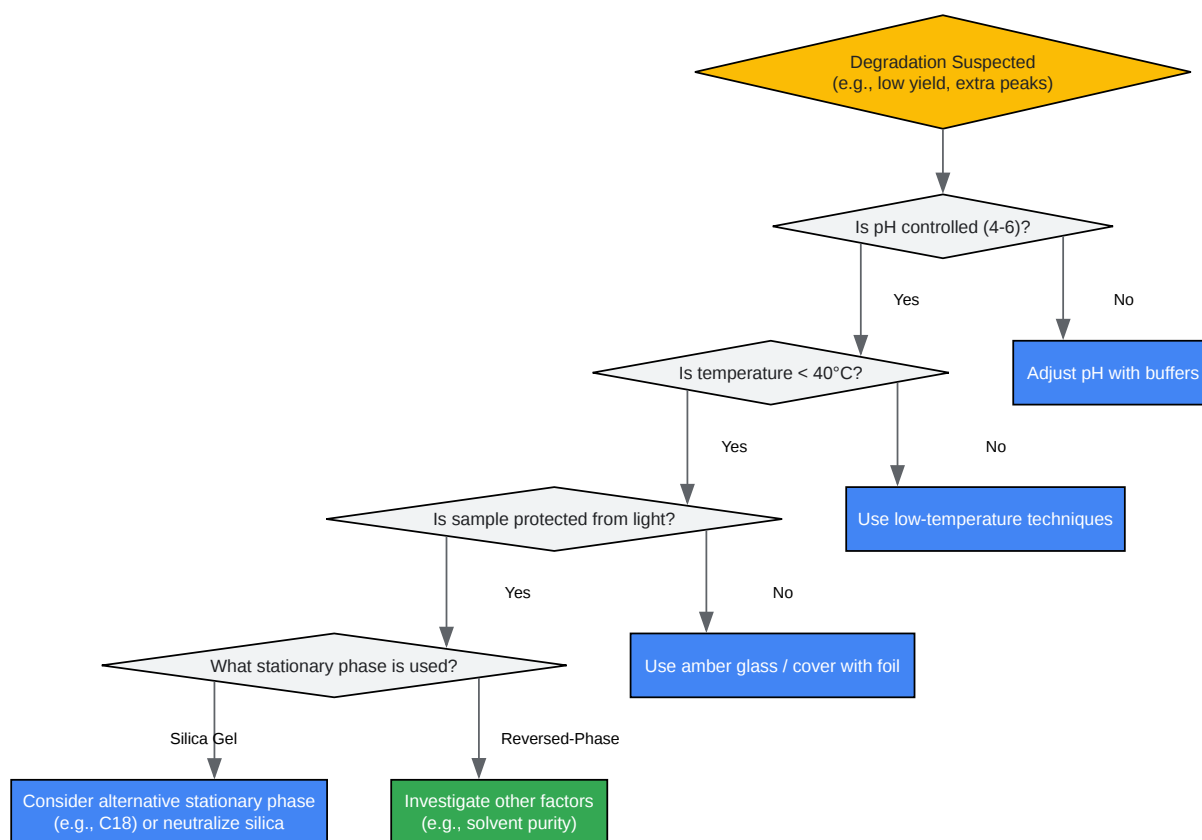 Degradation Suspected
(e.g., low yield, extra peaks)
Is pH controlled (4-6)?
Yes
No
Is temperature < 40°C?
Adjust pH with buffers
Yes
No
Is sample protected from light?
Use low-temperature techniques
Yes
No
What stationary phase is used?
Use amber glass / cover with foil
Silica Gel
Reversed-Phase
Consider alternative stationary phase
(e.g., C18) or neutralize silica
Investigate other factors
(e.g., solvent purity)